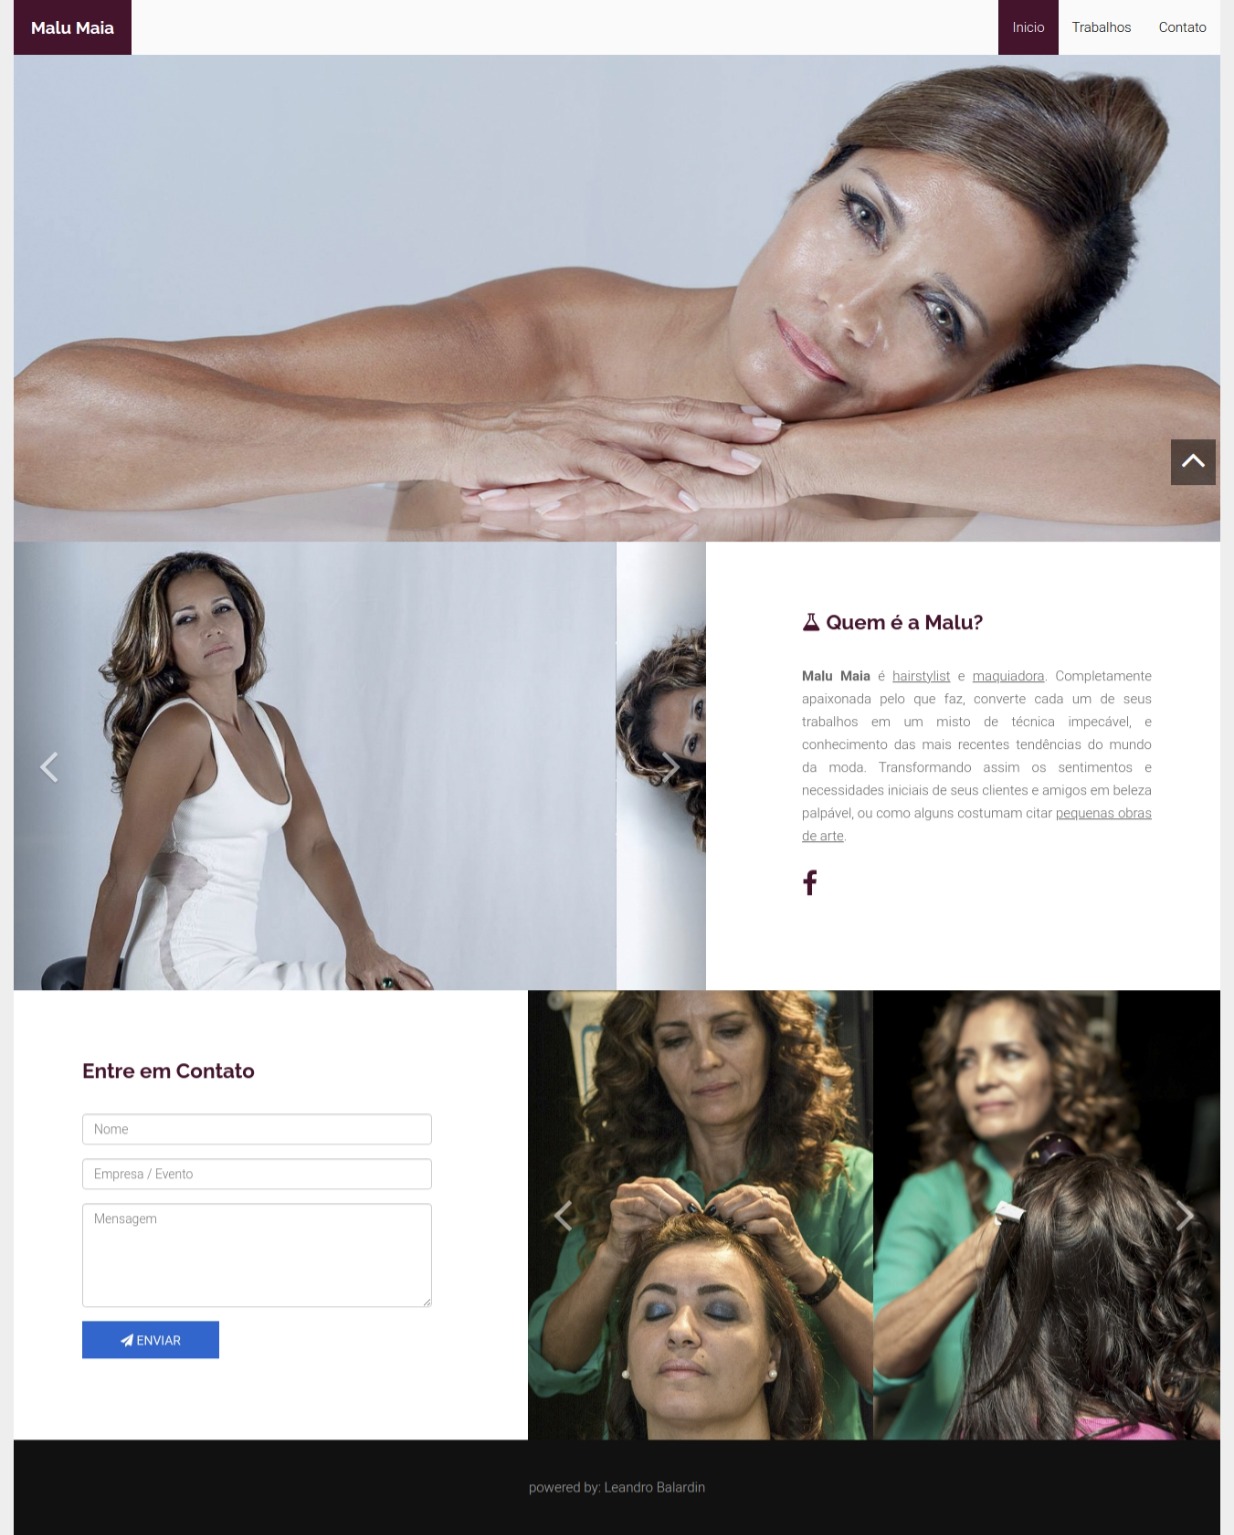 Malu Maia
Inicio
Trabalhos
Contato
Quem é a Malu?
Malu Maia é hairstylist e maquiadora. Completamente
apaixonada pelo que faz, converte cada um de seus
trabalhos em um misto de técnica impecável, e
conhecimento das mais recentes tendências do mundo
da moda. Transformando assim os sentimentos e
necessidades iniciais de seus clientes e amigos em beleza
palpável, ou como alguns costumam citar pequenas obras
de arte.
Entre em Contato
Nome
Empresa / Evento
Mensagem
ENVIAR
powered by: Leandro Balardin